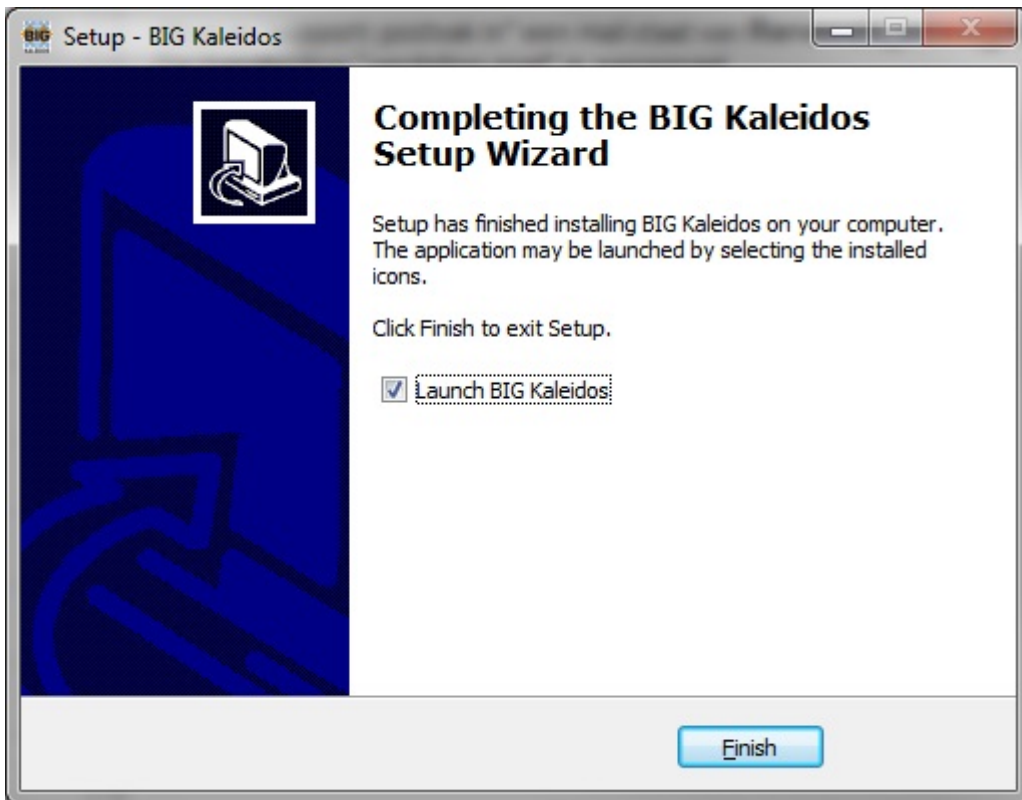 BIG Setup - BIG Kaleidos
Completing the BIG Kaleidos
Setup Wizard
Setup has finished installing BIG Kaleidos on your computer.
The application may be launched by selecting the installed
icons.
Click Finish to exit Setup.
Launch BIG Kaleidos
Finish